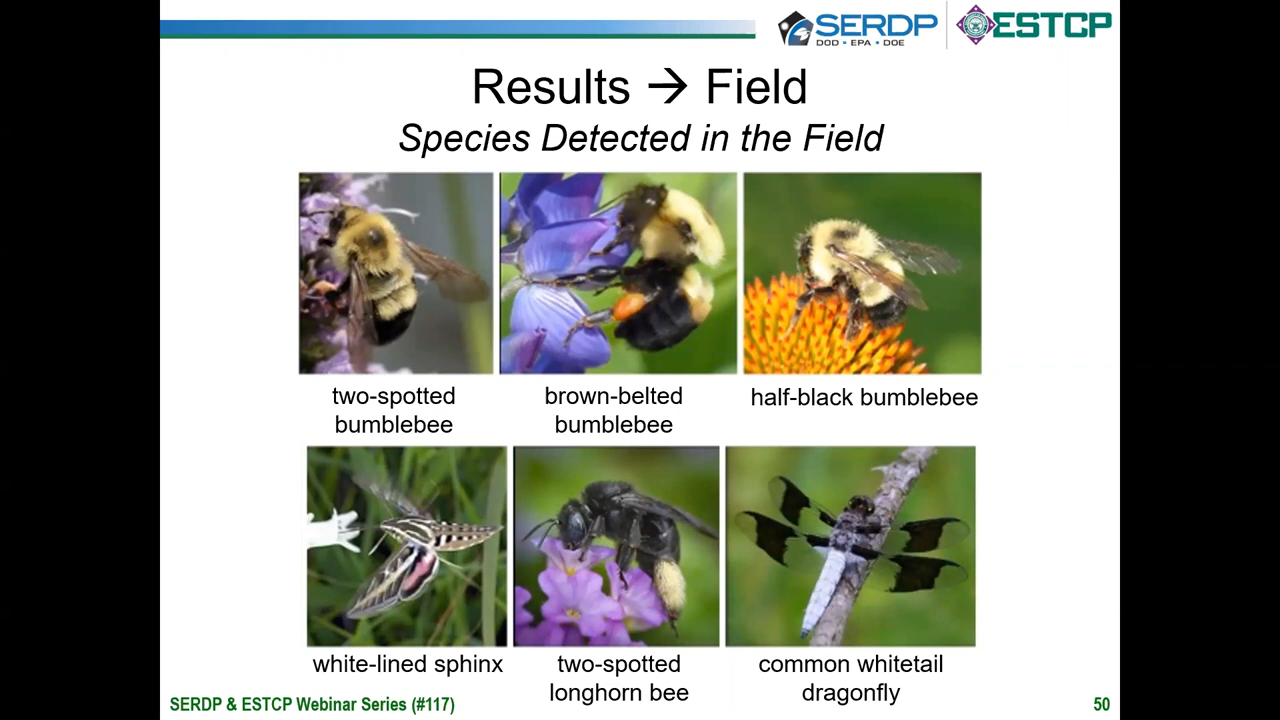 SERDP
DOD • EPA • DOE
ESTCP
Results → Field
Species Detected in the Field
two-spotted
bumblebee
brown-belted
bumblebee
half-black bumblebee
white-lined sphinx
two-spotted
longhorn bee
common whitetail
dragonfly
SERDP & ESTCP Webinar Series (#117)
50